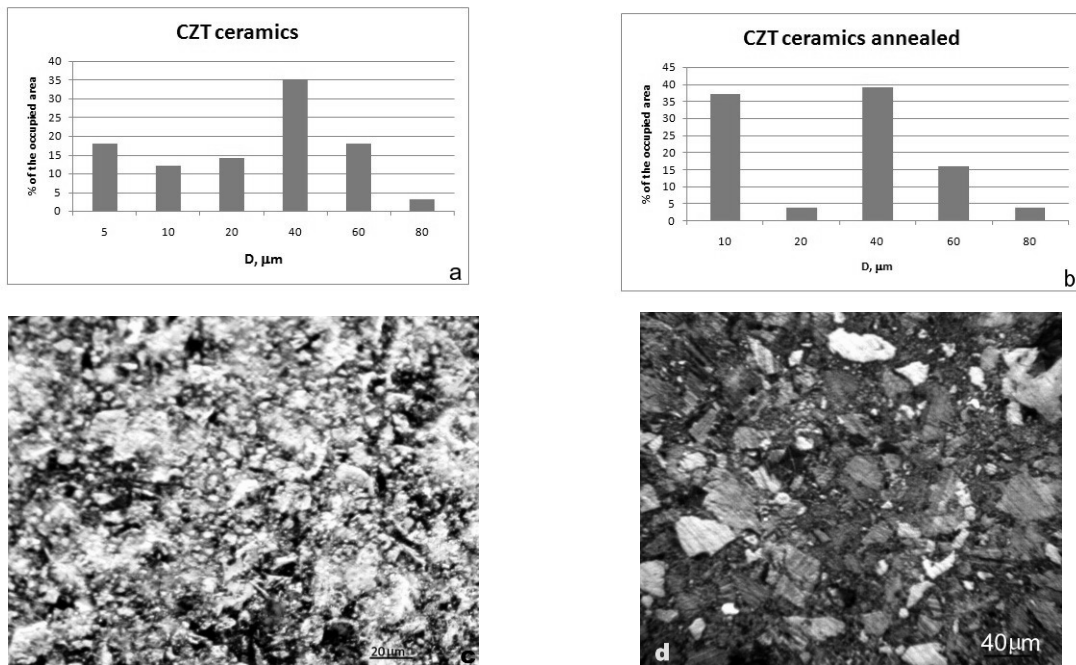 CZT ceramics
% of the occupied area
40
35
30
25
20
15
10
5
0
5 10 20 40 60 80
D, μm
a
CZT ceramics annealed
% of the occupied area
45
40
35
30
25
20
15
10
5
0
10 20 40 60 80
D, μm
b
20μm
c
d
40μm